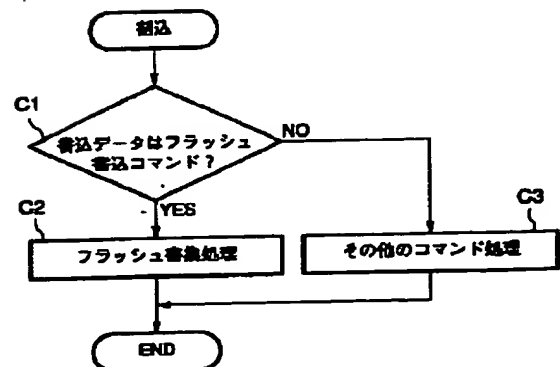 割込
C1
書込データはフラッシュ
書込コマンド?
NO
YES
C2
フラッシュ書換処理
C3
その他のコマンド処理
END